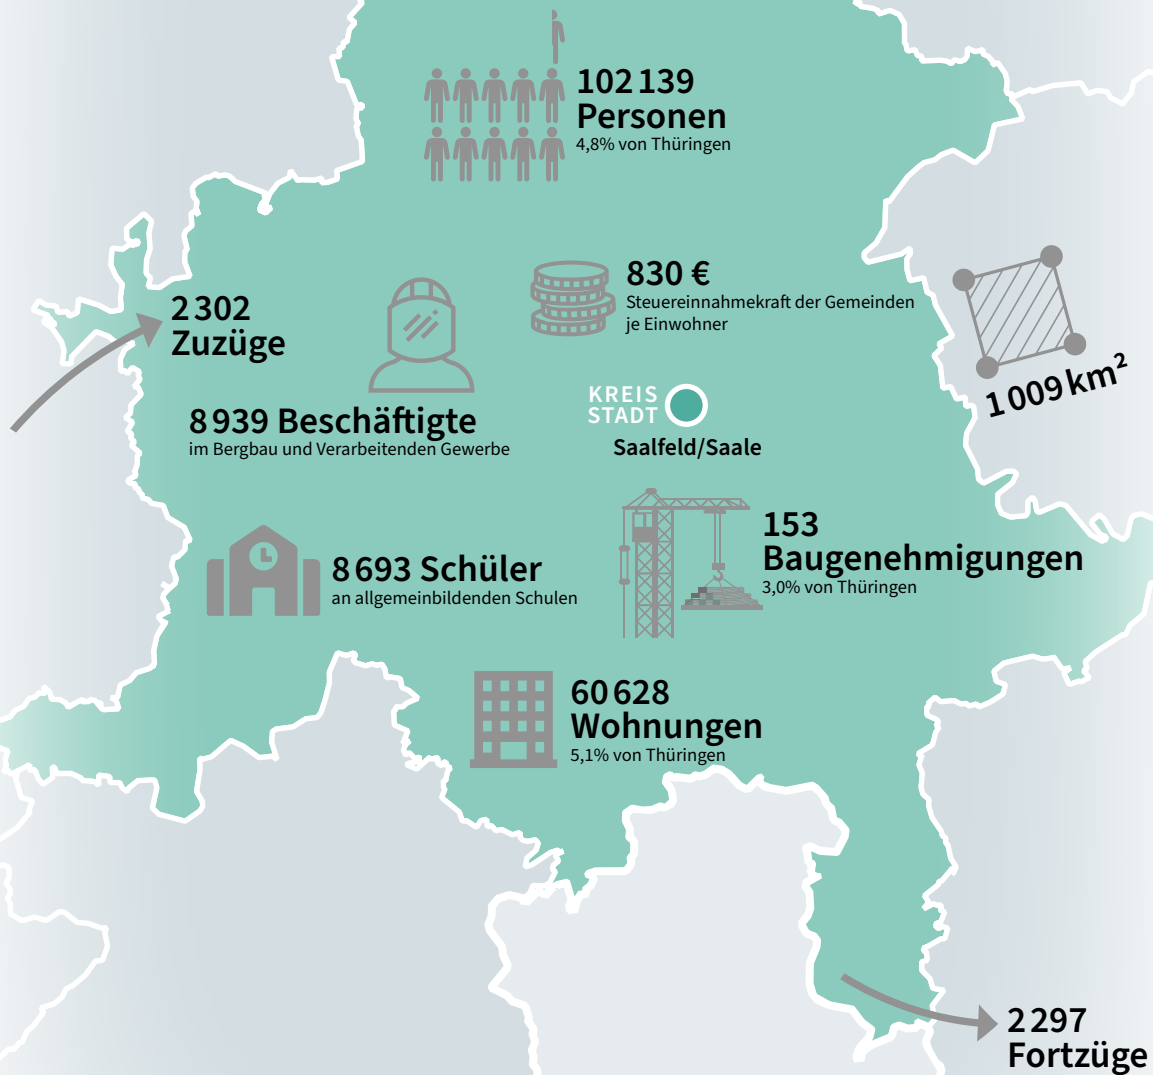 102 139
Personen
4,8% von Thüringen
830 €
Steuereinnahmekraft der Gemeinden
je Einwohner
2 302
Zuzüge
1 009 km²
8 939 Beschäftigte
im Bergbau und Verarbeitenden Gewerbe
KREIS
STADT
Saalfeld/Saale
153
Baugenehmigungen
3,0% von Thüringen
8 693 Schüler
an allgemeinbildenden Schulen
60 628
Wohnungen
5,1% von Thüringen
2 297
Fortzüge